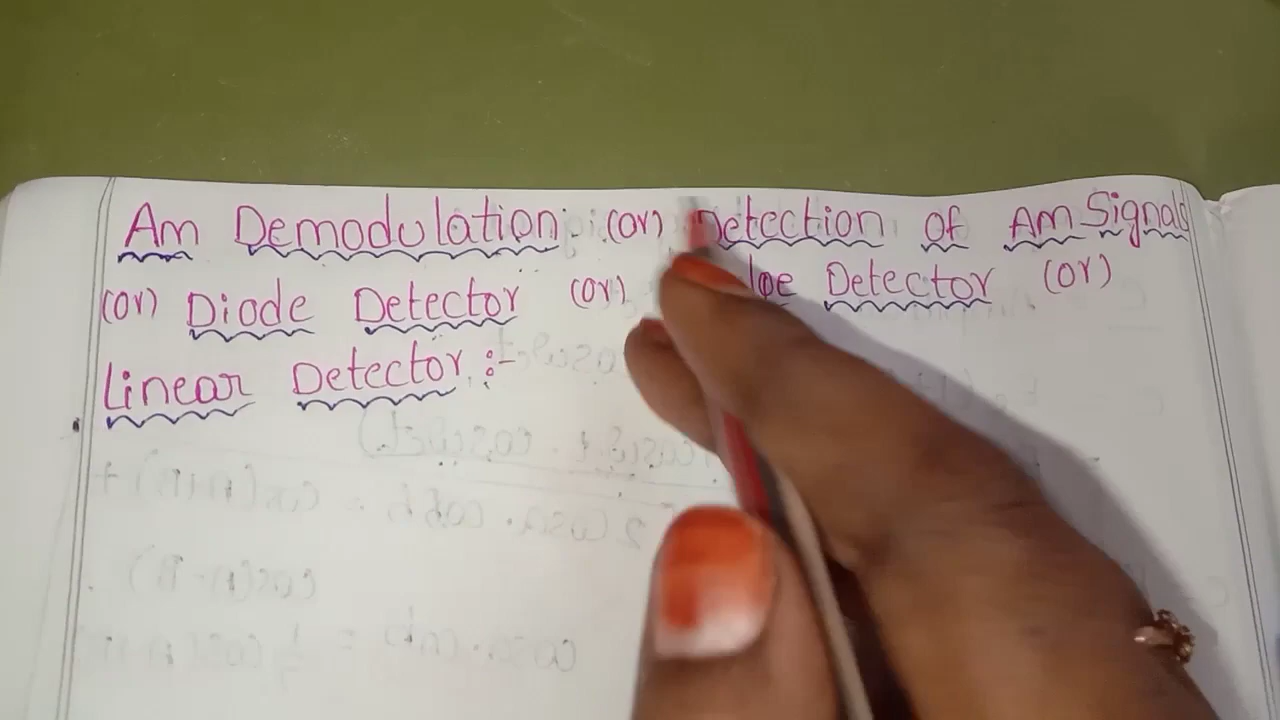 Am Demodulation (or) Detection of Am Signals
(or) Diode Detector (or) Detector (or)
Linear Detector :-